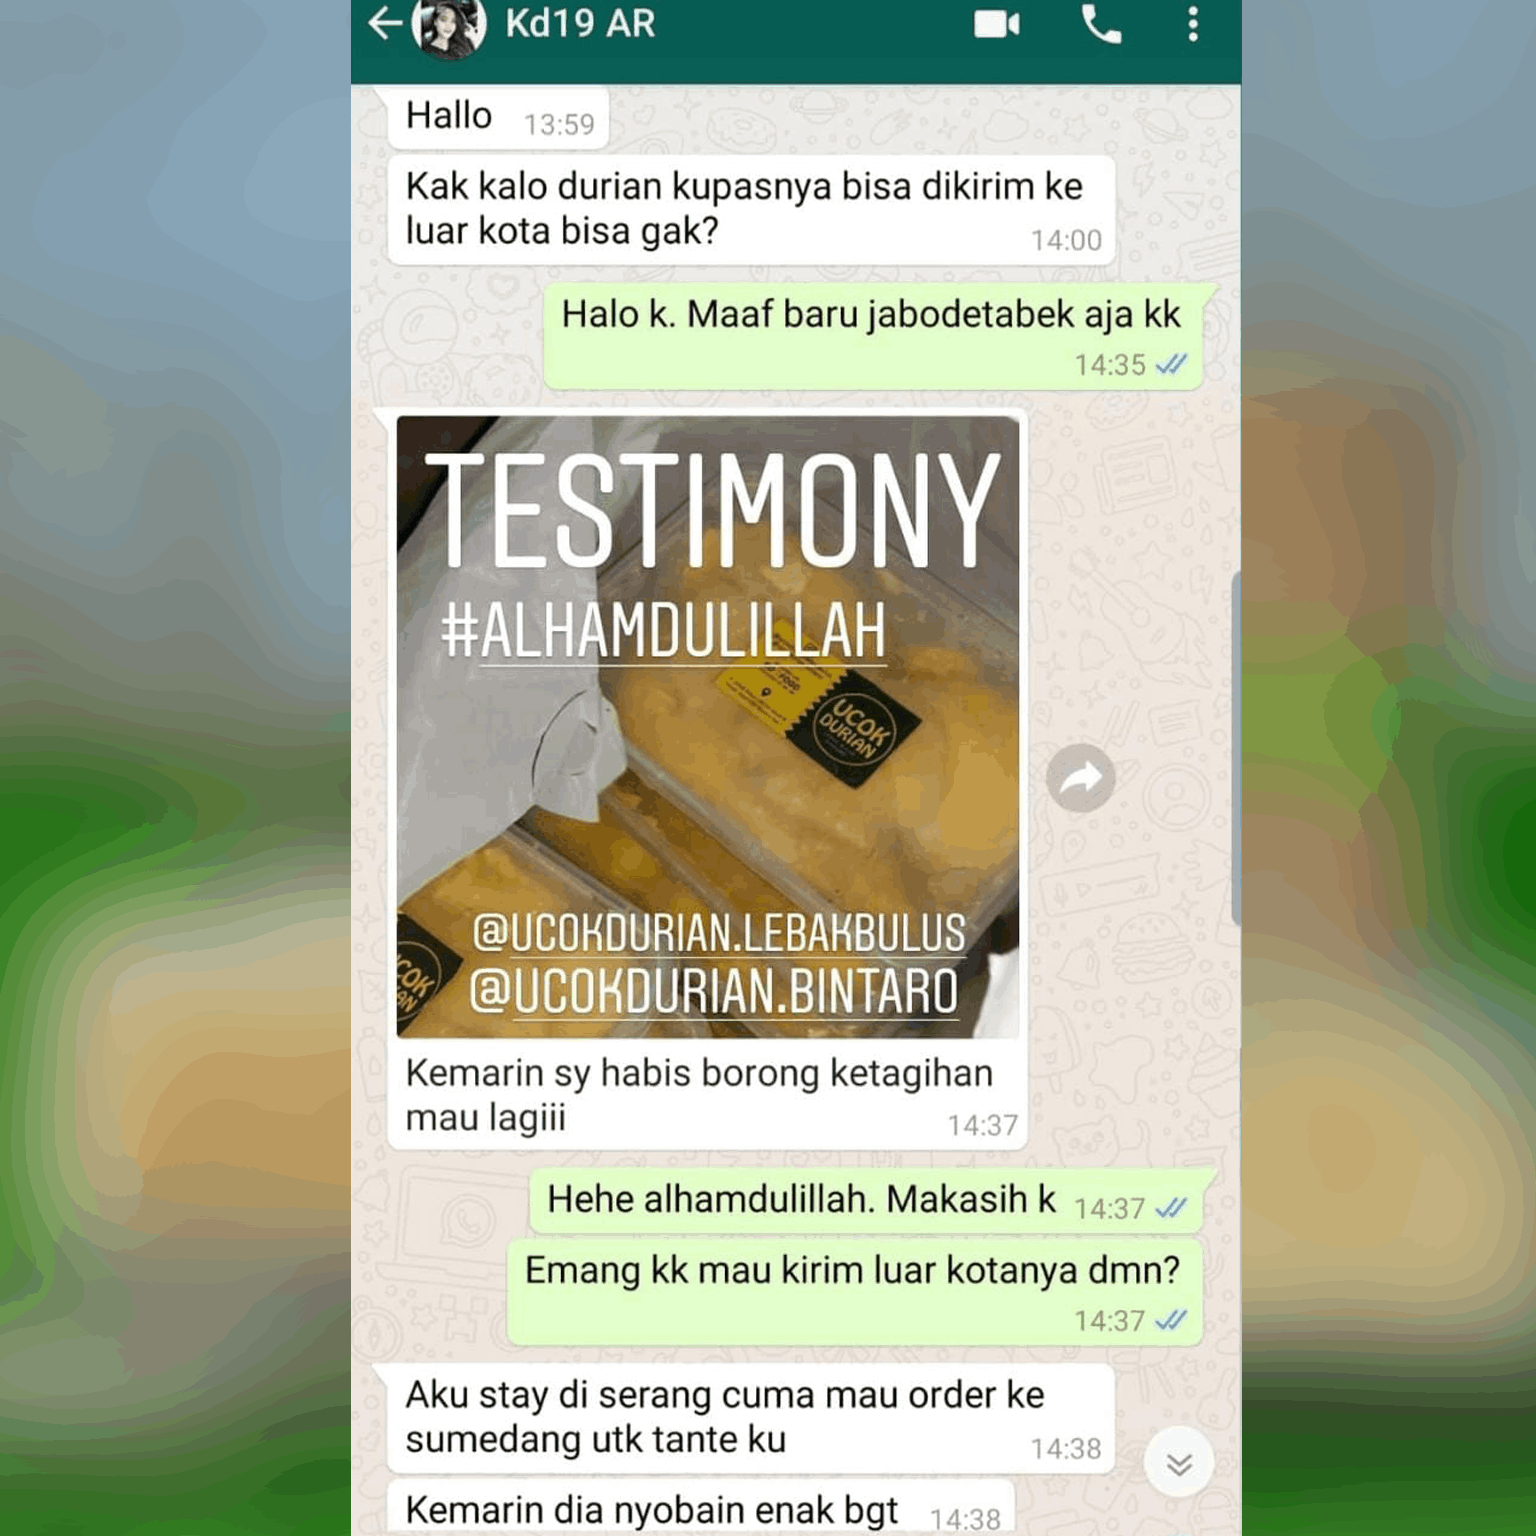 Kd19 AR
Hallo 13:59
Kak kalo durian kupasnya bisa dikirim ke
luar kota bisa gak? 14:00
Halo k. Maaf baru jabodetabek aja kk
14:35
TESTIMONY
#ALHAMDULILLAH
FOOD
UCOK
DURIAN
@UCOKDURIAN.LEBAKBULUS
@UCOKDURIAN.BINTARO
Kemarin sy habis borong ketagihan
mau lagiii 14:37
Hehe alhamdulillah. Makasih k 14:37
Emang kk mau kirim luar kotanya dmn?
14:37
Aku stay di serang cuma mau order ke
sumedang utk tante ku 14:38
Kemarin dia nyobain enak bgt 14:38